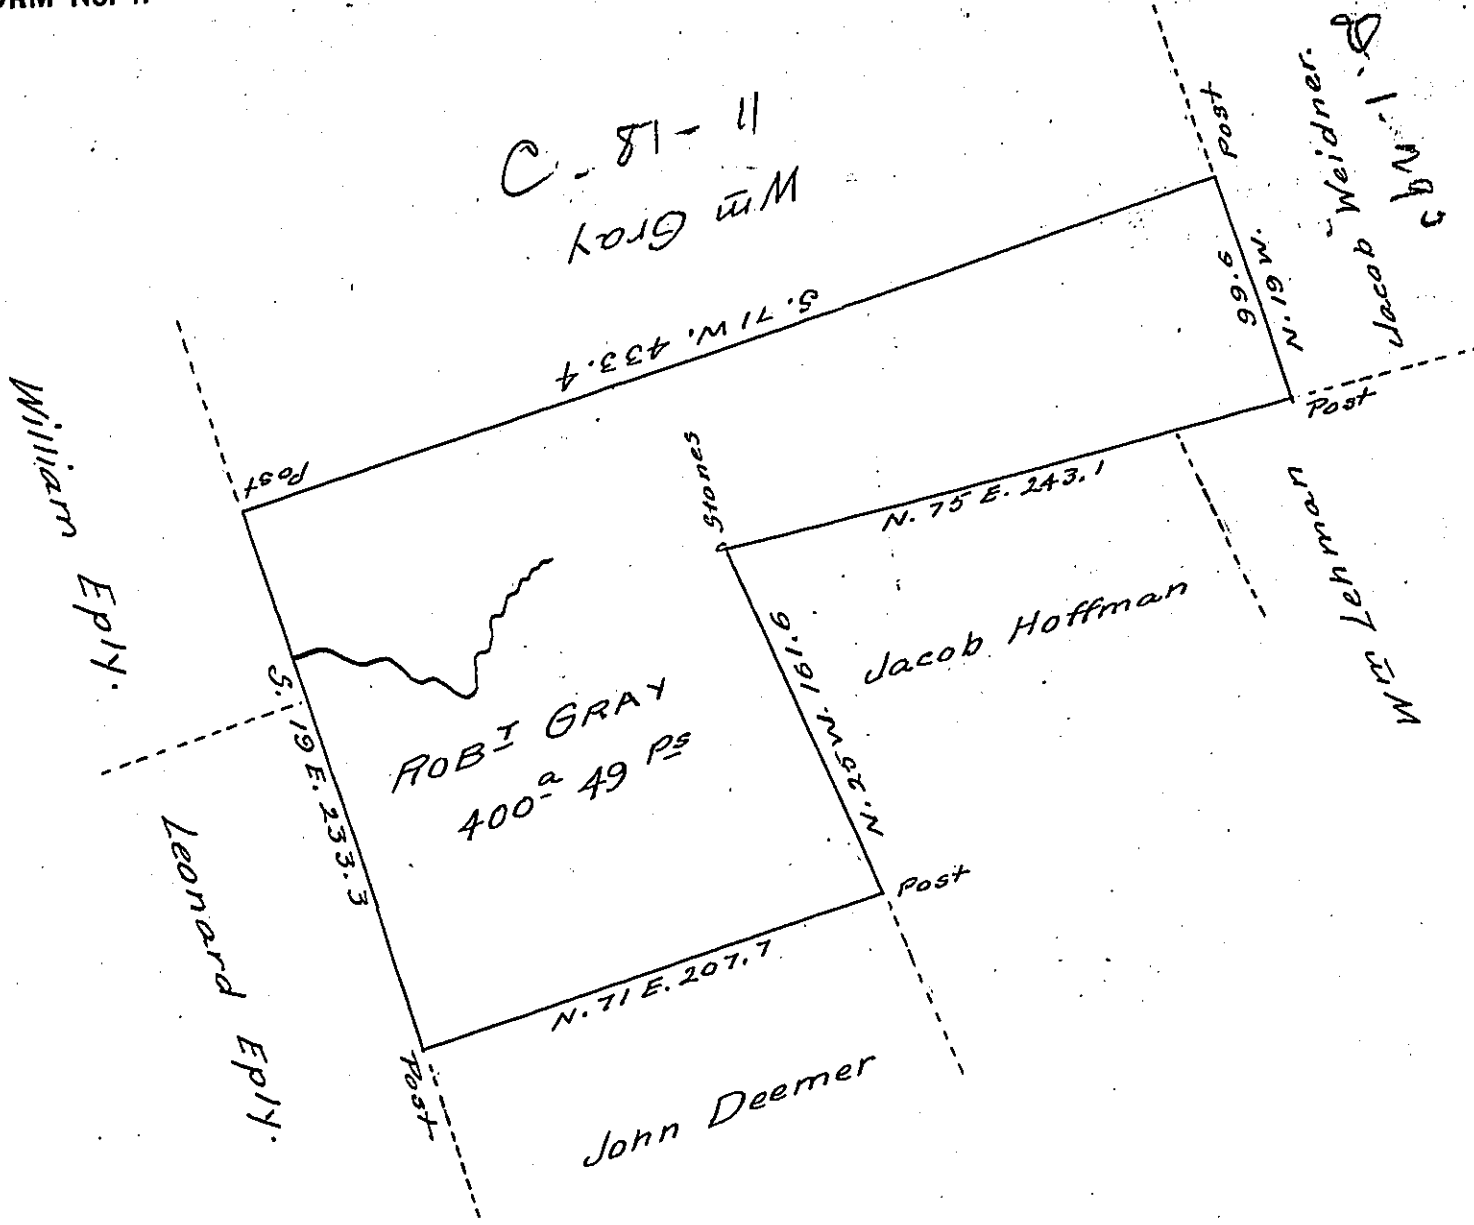 C-18-11
Wm Gray
Post
Jacob Weidner.
S. 71 W. 433.4
N. 19 W.
99.6
Post
Post
William Eply.
Stones
N. 75 E. 243.1
Wm Lehman
Jacob Hoffman
N. 25 W. 161.6
S. 19 E. 233.3
ROBT GRAY
400a 49 Ps
Leonard Eply.
Post
N. 71 E. 207.7
Post
John Deemer